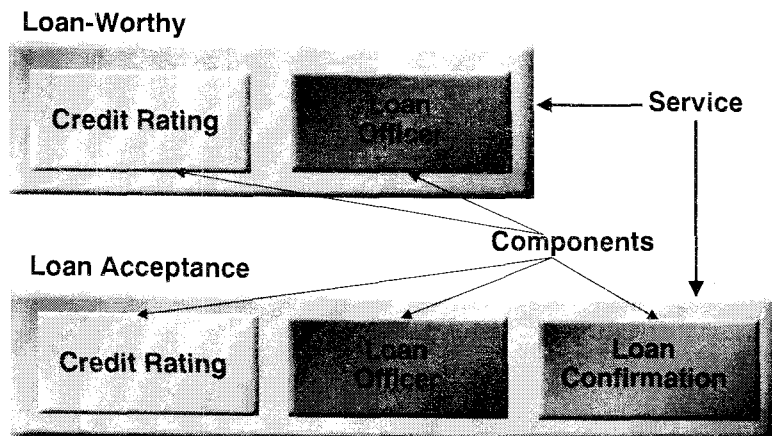 Loan-Worthy
Credit Rating
Loan
Officer
Service
Components
Loan Acceptance
Credit Rating
Loan
Officer
Loan
Confirmation